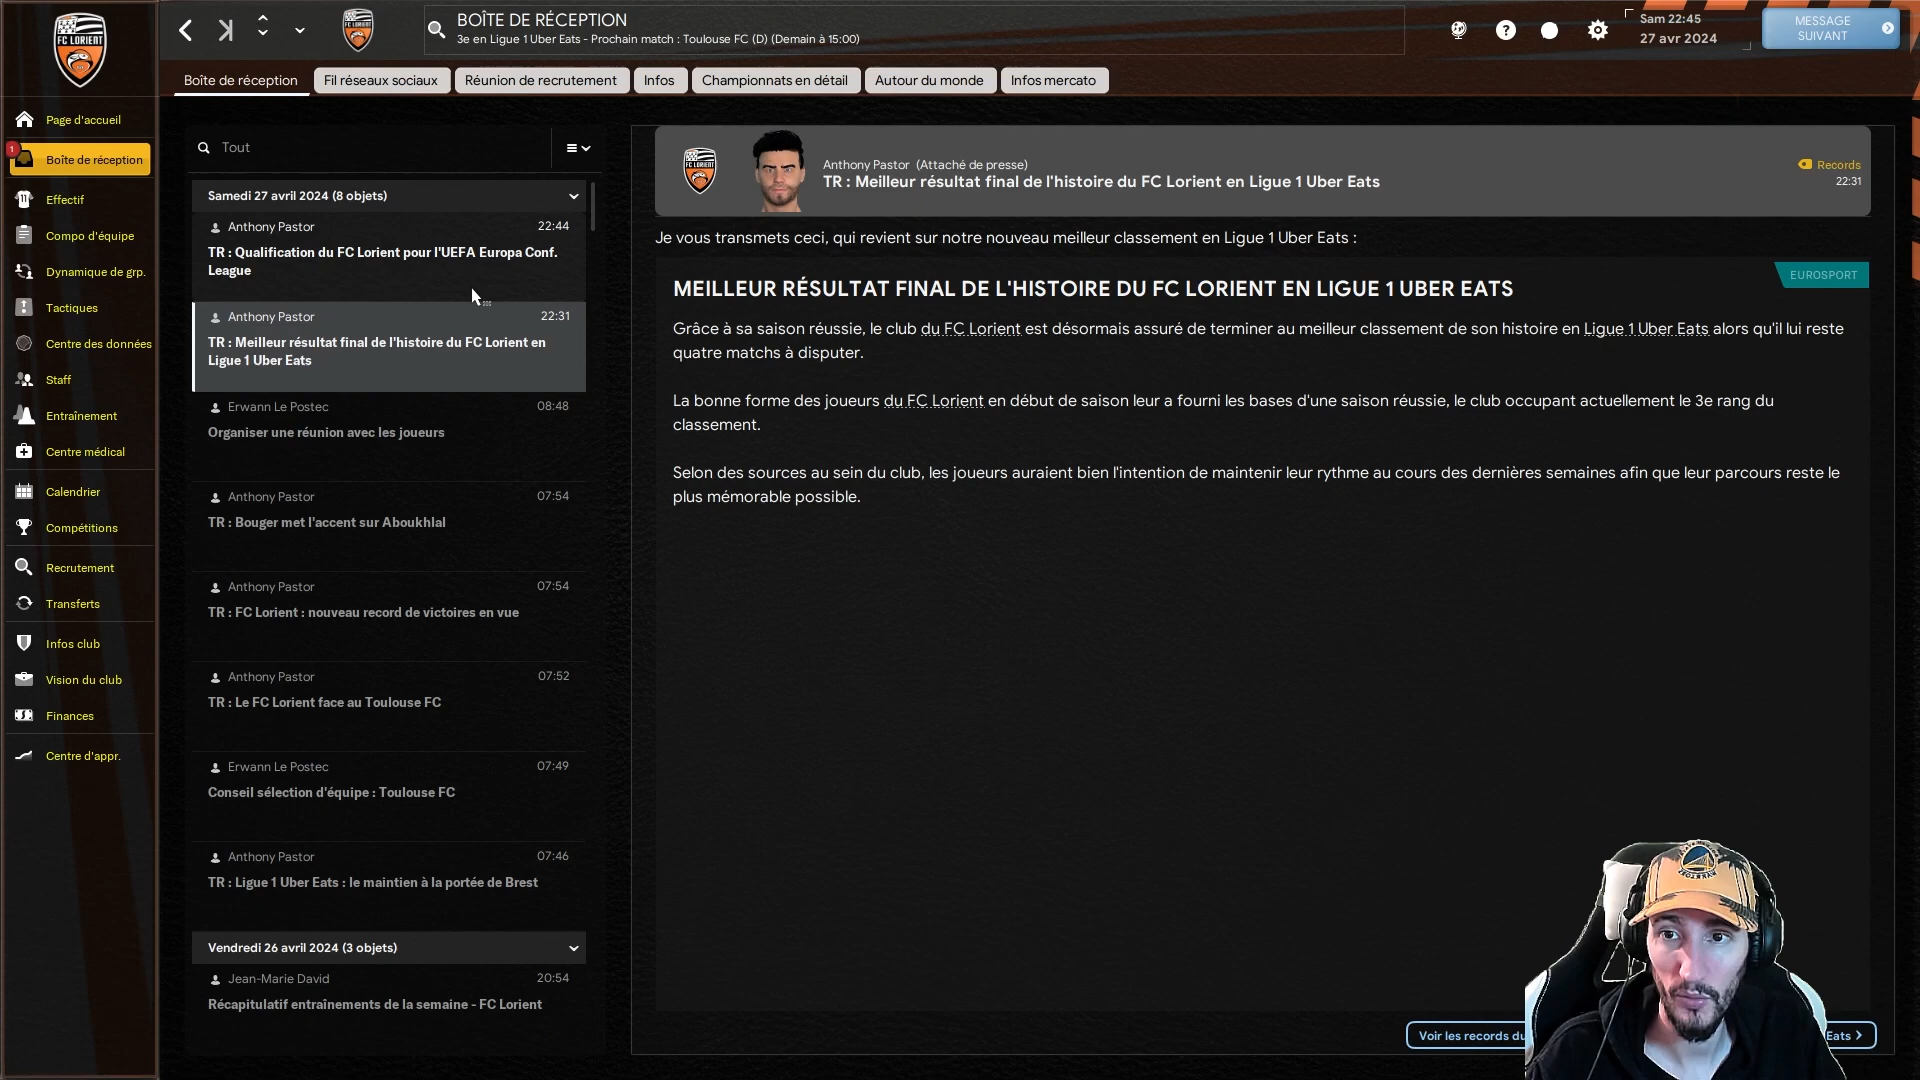 FC LORIENT
BOÎTE DE RÉCEPTION
3e en Ligue 1 Uber Eats - Prochain match : Toulouse FC (D) (Demain à 15:00)
Sam 22:45
27 avr 2024
MESSAGE
SUIVANT
Boîte de réception
Fil réseaux sociaux
Réunion de recrutement
Infos
Championnats en détail
Autour du monde
Infos mercato
Page d'accueil
1
Boîte de réception
Effectif
Compo d'équipe
Dynamique de grp.
Tactiques
Centre des données
Staff
Entraînement
Centre médical
Calendrier
Compétitions
Recrutement
Transferts
Infos club
Vision du club
Finances
Centre d'appr.
Tout
Samedi 27 avril 2024 (8 objets)
Anthony Pastor 22:44
TR : Qualification du FC Lorient pour l'UEFA Europa Conf.
League
Anthony Pastor 22:31
TR : Meilleur résultat final de l'histoire du FC Lorient en
Ligue 1 Uber Eats
Erwann Le Postec 08:48
Organiser une réunion avec les joueurs
Anthony Pastor 07:54
TR : Bouger met l'accent sur Aboukhlal
Anthony Pastor 07:54
TR : FC Lorient : nouveau record de victoires en vue
Anthony Pastor 07:52
TR : Le FC Lorient face au Toulouse FC
Erwann Le Postec 07:49
Conseil sélection d'équipe : Toulouse FC
Anthony Pastor 07:46
TR : Ligue 1 Uber Eats : le maintien à la portée de Brest
Vendredi 26 avril 2024 (3 objets)
Jean-Marie David 20:54
Récapitulatif entraînements de la semaine - FC Lorient
FC LORIENT
Anthony Pastor (Attaché de presse)
TR : Meilleur résultat final de l'histoire du FC Lorient en Ligue 1 Uber Eats
Records
22:31
Je vous transmets ceci, qui revient sur notre nouveau meilleur classement en Ligue 1 Uber Eats :
EUROSPORT
MEILLEUR RÉSULTAT FINAL DE L'HISTOIRE DU FC LORIENT EN LIGUE 1 UBER EATS
Grâce à sa saison réussie, le club du FC Lorient est désormais assuré de terminer au meilleur classement de son histoire en Ligue 1 Uber Eats alors qu'il lui reste
quatre matchs à disputer.
La bonne forme des joueurs du FC Lorient en début de saison leur a fourni les bases d'une saison réussie, le club occupant actuellement le 3e rang du
classement.
Selon des sources au sein du club, les joueurs auraient bien l'intention de maintenir leur rythme au cours des dernières semaines afin que leur parcours reste le
plus mémorable possible.
Voir les records du
Eats